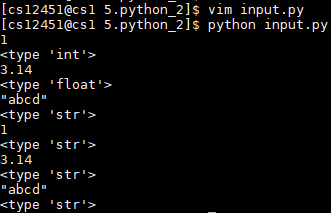 [cs12451@cs1 5.python_2]$ vim input.py
[cs12451@cs1 5.python_2]$ python input.py
1
<type 'int'>
3.14
<type 'float'>
"abcd"
<type 'str'>
1
<type 'str'>
3.14
<type 'str'>
"abcd"
<type 'str'>